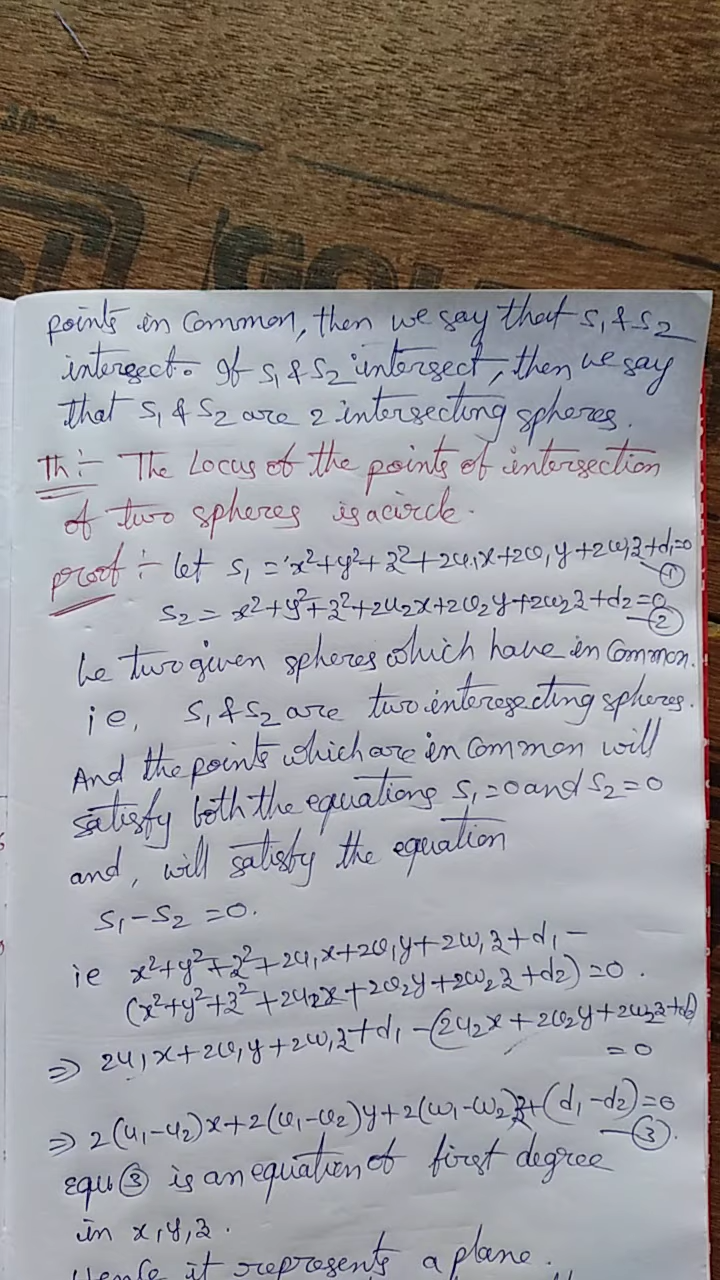 points in common, then we say that S₁ & S₂
intersect. If S₁ & S₂ intersect, then we say
that S₁ & S₂ are 2 intersecting spheres.
Th :- The Locus of the points of intersection
of two spheres is a circle.
proof :- let S₁ = x²+y²+z²+2u₁x+2v₁y+2w₁z+d₁=0
①
S₂ = x²+y²+z²+2u₂x+2v₂y+2w₂z+d₂=0
②
be two given spheres which have in common.
ie, S₁ & S₂ are two intersecting spheres.
And the points which are in common will
satisfy both the equations S₁=0 and S₂=0
and, will satisfy the equation
S₁-S₂ =0.
ie x²+y²+z²+2u₁x+2v₁y+2w₁z+d₁-
(x²+y²+z²+2u₂x+2v₂y+2w₂z+d₂)=0.
⇒ 2u₁x+2v₁y+2w₁z+d₁-(2u₂x+2v₂y+2w₂z+d₂)
=0
⇒ 2(u₁-u₂)x+2(v₁-v₂)y+2(w₁-w₂)z+(d₁-d₂)=0
③.
equ ③ is an equation of first degree
in x,y,z.
Hence it represents a plane.